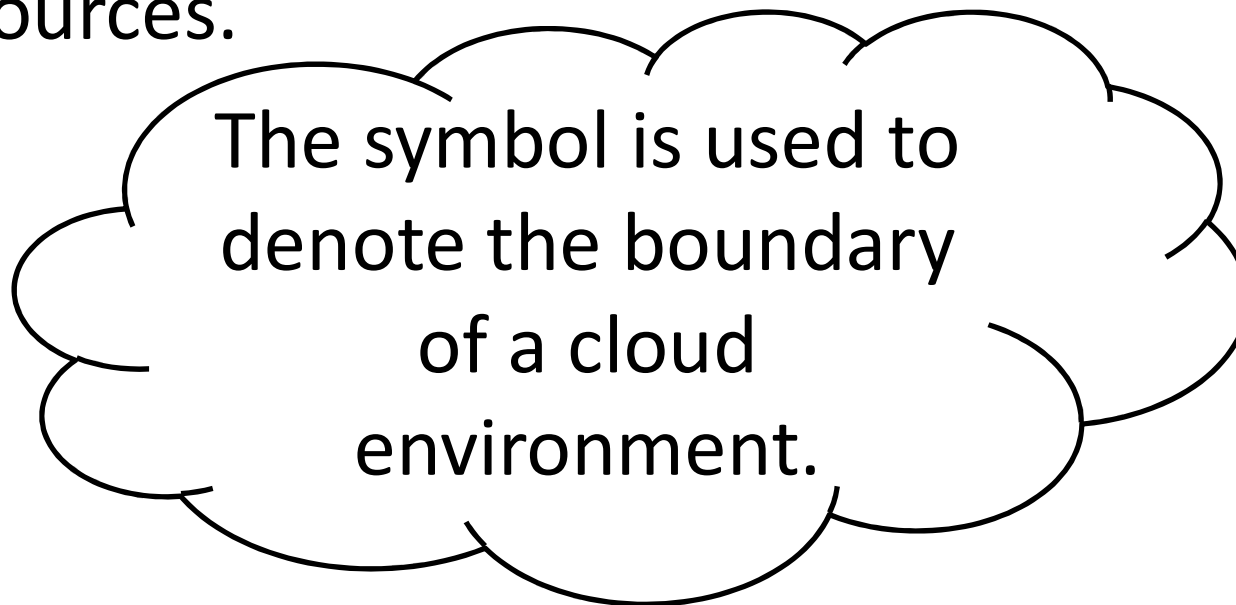 ources.
The symbol is used to
denote the boundary
of a cloud
environment.